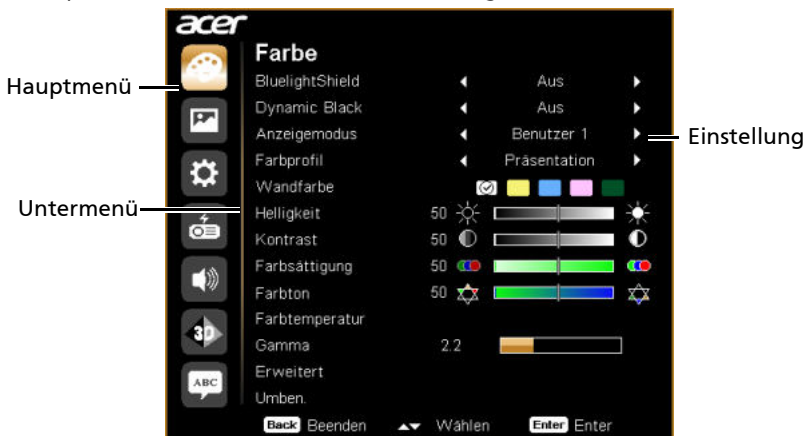 acer
Farbe
Hauptmenü
BluelightShield Aus
Dynamic Black Aus
Anzeigemodus Benutzer 1
Einstellung
Farbprofil Präsentation
Wandfarbe
Untermenü
Helligkeit 50
Kontrast 50
Farbsättigung 50
Farbton 50
3D
Farbtemperatur
Gamma 2.2
Erweitert
ABC
Umben.
Back Beenden Wählen Enter Enter